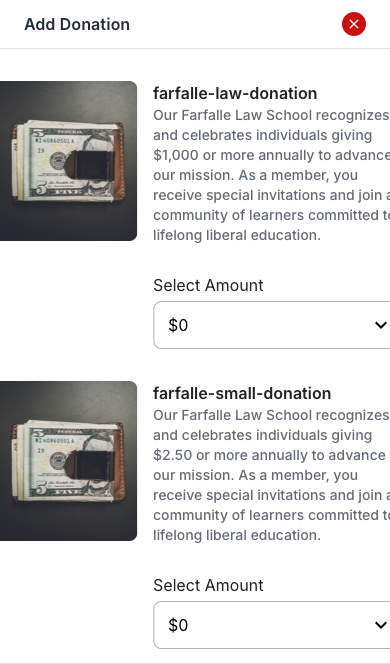 Add Donation
farfalle-law-donation
Our Farfalle Law School recognizes
and celebrates individuals giving
$1,000 or more annually to advance
our mission. As a member, you
receive special invitations and join a
community of learners committed to
lifelong liberal education.
Select Amount
$0
farfalle-small-donation
Our Farfalle Law School recognizes
and celebrates individuals giving
$2.50 or more annually to advance
our mission. As a member, you
receive special invitations and join a
community of learners committed to
lifelong liberal education.
Select Amount
$0